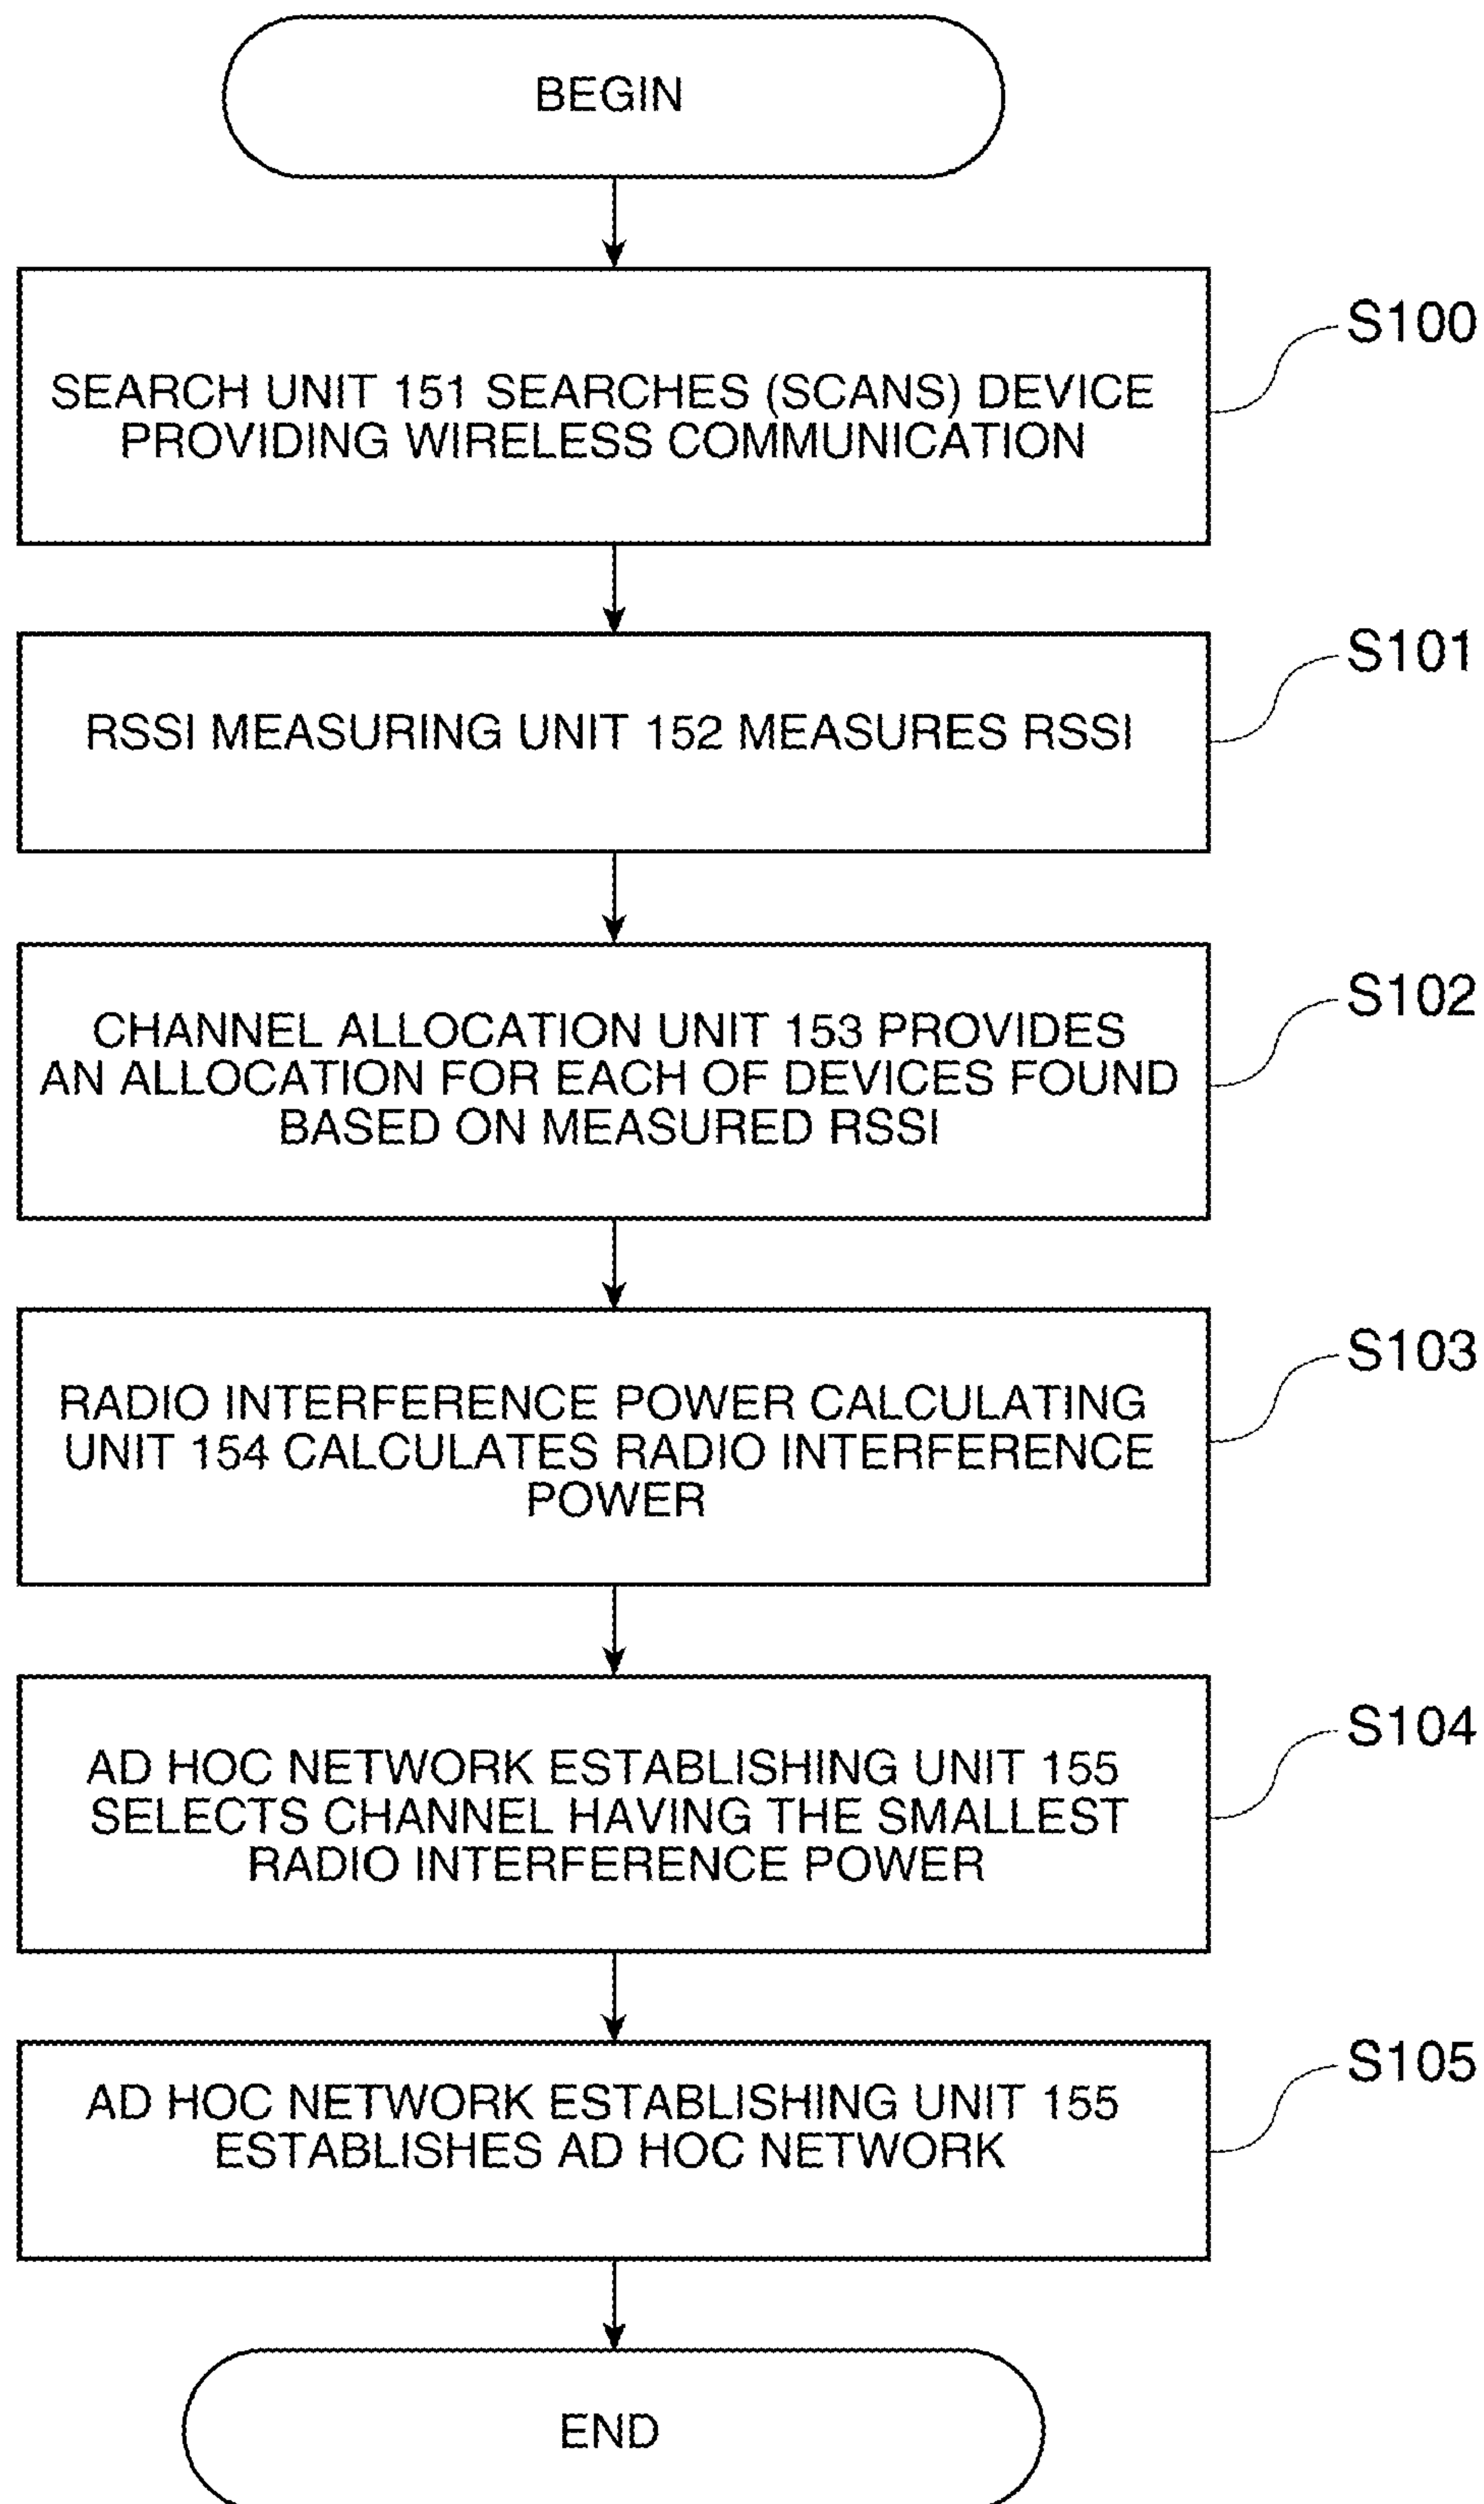 BEGIN
SEARCH UNIT 151 SEARCHES (SCANS) DEVICE
PROVIDING WIRELESS COMMUNICATION
S100
RSSI MEASURING UNIT 152 MEASURES RSSI
S101
CHANNEL ALLOCATION UNIT 153 PROVIDES
AN ALLOCATION FOR EACH OF DEVICES FOUND
BASED ON MEASURED RSSI
S102
RADIO INTERFERENCE POWER CALCULATING
UNIT 154 CALCULATES RADIO INTERFERENCE
POWER
S103
AD HOC NETWORK ESTABLISHING UNIT 155
SELECTS CHANNEL HAVING THE SMALLEST
RADIO INTERFERENCE POWER
S104
AD HOC NETWORK ESTABLISHING UNIT 155
ESTABLISHES AD HOC NETWORK
S105
END